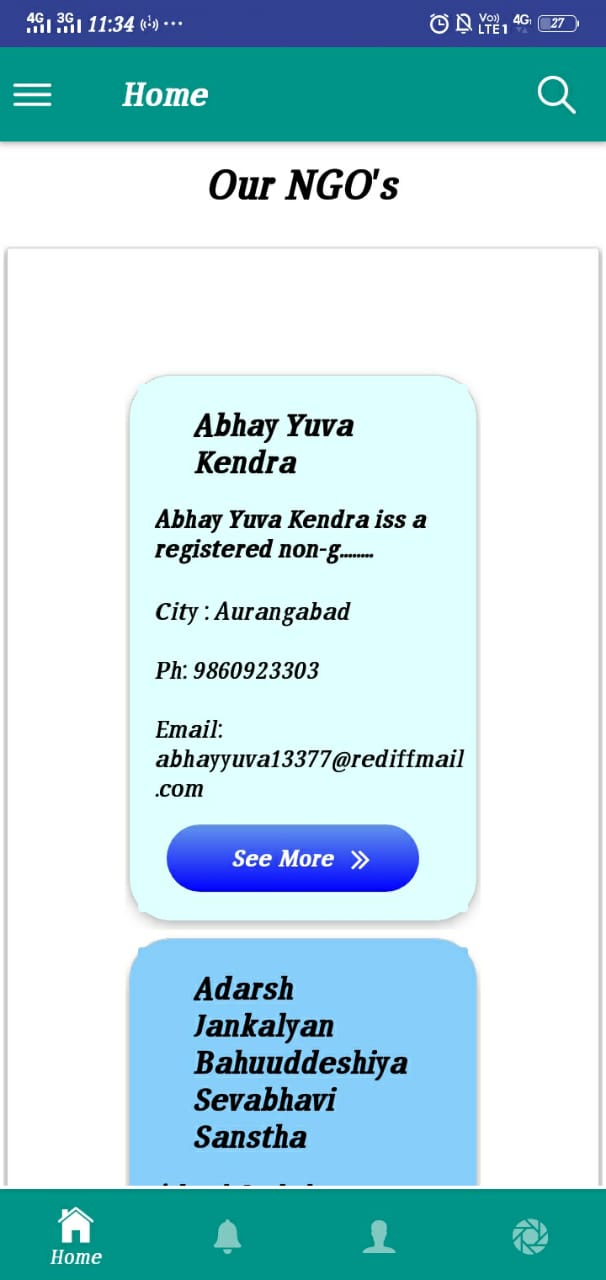 4G 3G 11:34 Vo)) LTE1 4G 27
Home
Our NGO's
Abhay Yuva
Kendra
Abhay Yuva Kendra iss a
registered non-g........
City : Aurangabad
Ph: 9860923303
Email:
abhayyuva13377@rediffmail
.com
See More
Adarsh
Jankalyan
Bahuuddeshiya
Sevabhavi
Sanstha
Home